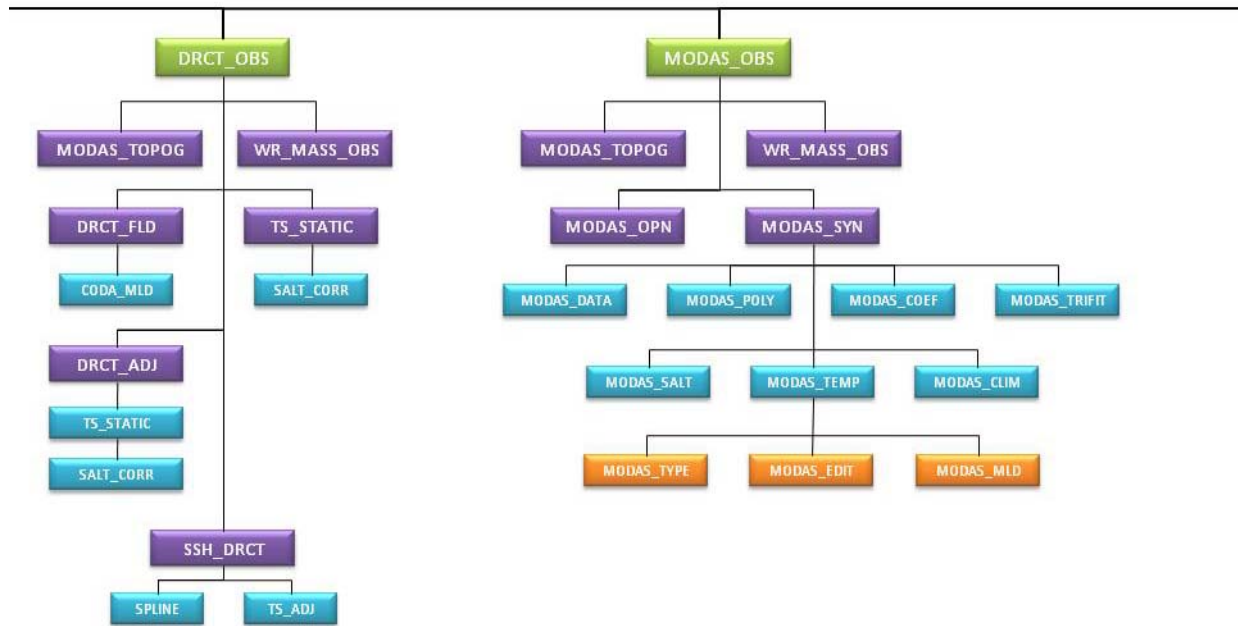 DRCT_OBS
MODAS_OBS
MODAS_TOPOG
WR_MASS_OBS
MODAS_TOPOG
WR_MASS_OBS
DRCT_FLD
TS_STATIC
MODAS_OPN
MODAS_SYN
CODA_MLD
SALT_CORR
MODAS_DATA
MODAS_POLY
MODAS_COEF
MODAS_TRIFIT
DRCT_ADJ
MODAS_SALT
MODAS_TEMP
MODAS_CLIM
TS_STATIC
SALT_CORR
MODAS_TYPE
MODAS_EDIT
MODAS_MLD
SSH_DRCT
SPLINE
TS_ADJ